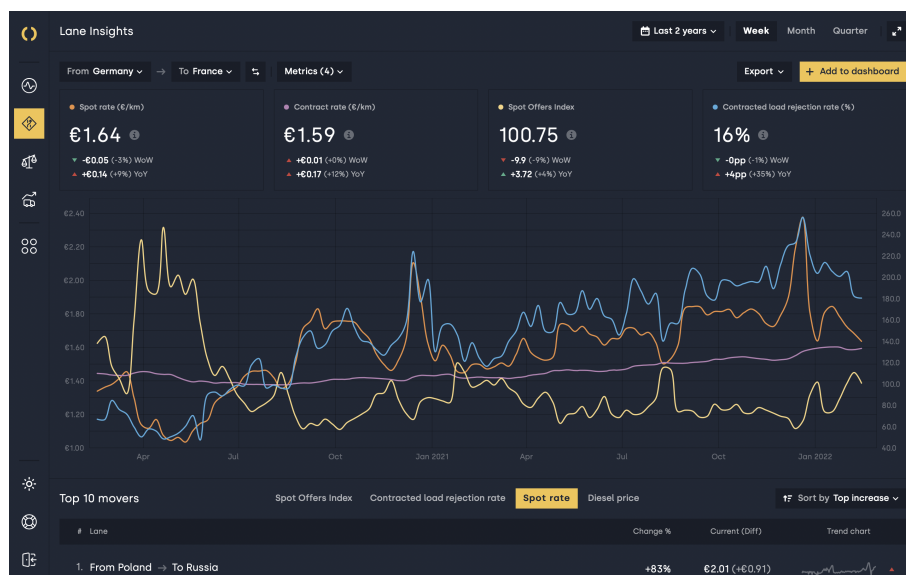 Lane Insights
Last 2 years
Week Month Quarter
From Germany → To France
Metrics (4)
Export
+ Add to dashboard
Spot rate (€/km)
€1.64
-€0.05 (-3%) WoW
+€0.14 (+9%) YoY
Contract rate (€/km)
€1.59
+€0.01 (+0%) WoW
+€0.17 (+12%) YoY
Spot Offers Index
100.75
-9.9 (-9%) WoW
+3.72 (+4%) YoY
Contracted load rejection rate (%)
16%
-0pp (-1%) WoW
+4pp (+35%) YoY
€2.40
€2.20
€2.00
€1.80
€1.60
€1.40
€1.20
€1.00
260.0
240.0
220.0
200.0
180.0
160.0
140.0
120.0
100.0
80.0
60.0
40.0
Apr Jul Oct Jan 2021 Apr Jul Oct Jan 2022
Top 10 movers
Spot Offers Index Contracted load rejection rate Spot rate Diesel price
Sort by Top increase
# Lane Change % Current (Diff) Trend chart
1. From Poland → To Russia +83% €2.01 (+€0.91)